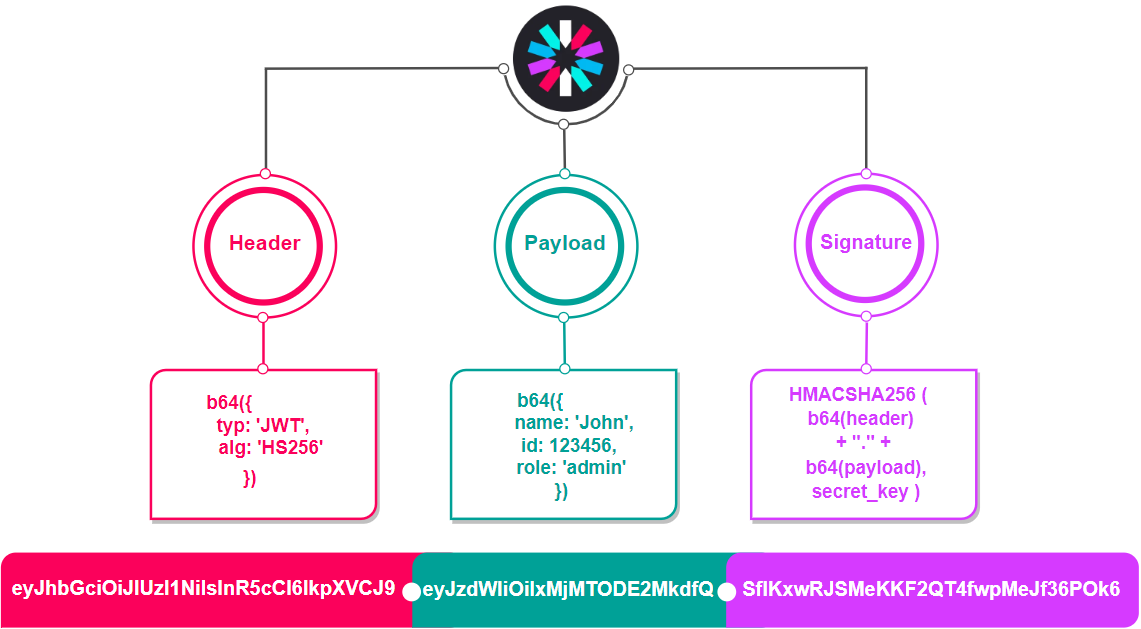 Header
Payload
Signature
b64({
typ: 'JWT',
alg: 'HS256'
})
b64({
name: 'John',
id: 123456,
role: 'admin'
})
HMACSHA256 (
b64(header)
+ "." +
b64(payload),
secret_key )
eyJhbGciOiJIUzI1NiIsInR5cCI6IkpXVCJ9
eyJzdWIiOiIxMjMTODE2MkdfQ
SflKxwRJSMeKKF2QT4fwpMeJf36POk6